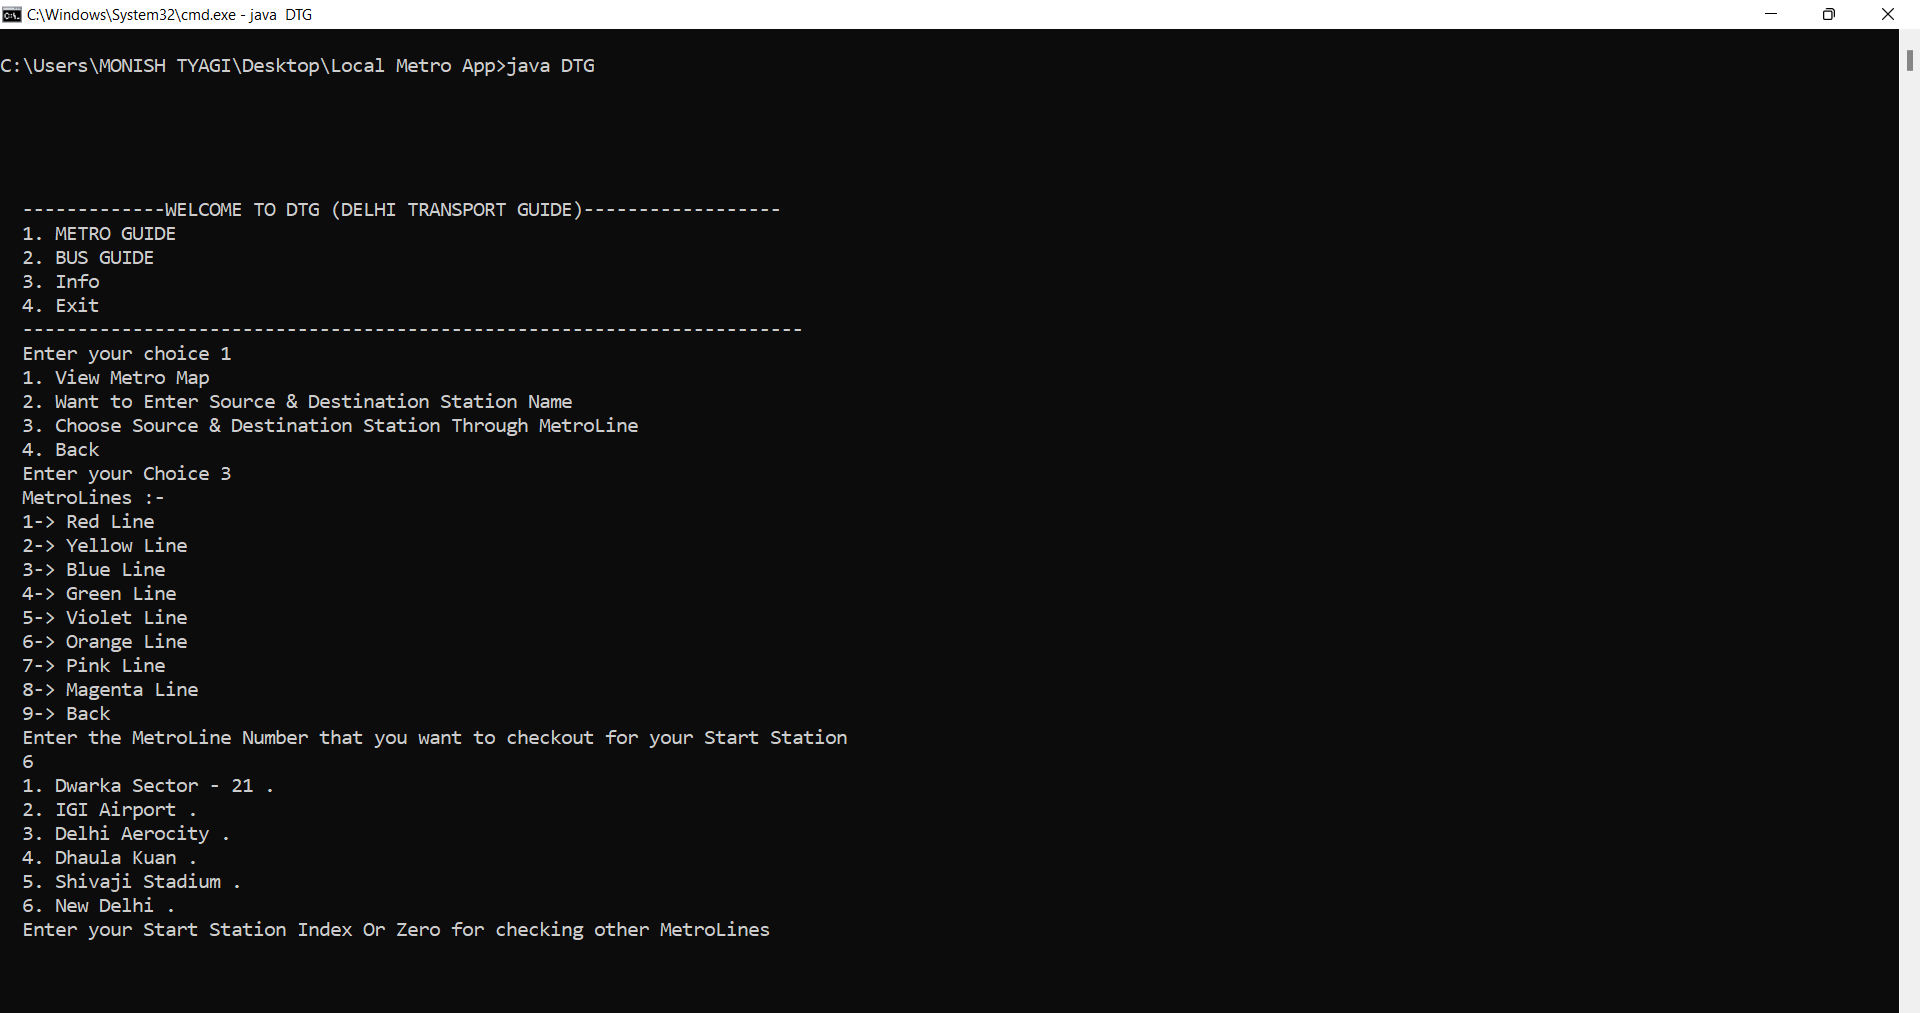 C:\Windows\System32\cmd.exe - java  DTG
C:\Users\MONISH TYAGI\Desktop\Local Metro App>java DTG
-------------WELCOME TO DTG (DELHI TRANSPORT GUIDE)------------------
1. METRO GUIDE
2. BUS GUIDE
3. Info
4. Exit
-----------------------------------------------------------------------
Enter your choice 1
1. View Metro Map
2. Want to Enter Source & Destination Station Name
3. Choose Source & Destination Station Through MetroLine
4. Back
Enter your Choice 3
MetroLines :-
1-> Red Line
2-> Yellow Line
3-> Blue Line
4-> Green Line
5-> Violet Line
6-> Orange Line
7-> Pink Line
8-> Magenta Line
9-> Back
Enter the MetroLine Number that you want to checkout for your Start Station
6
1. Dwarka Sector - 21 .
2. IGI Airport .
3. Delhi Aerocity .
4. Dhaula Kuan .
5. Shivaji Stadium .
6. New Delhi .
Enter your Start Station Index Or Zero for checking other MetroLines